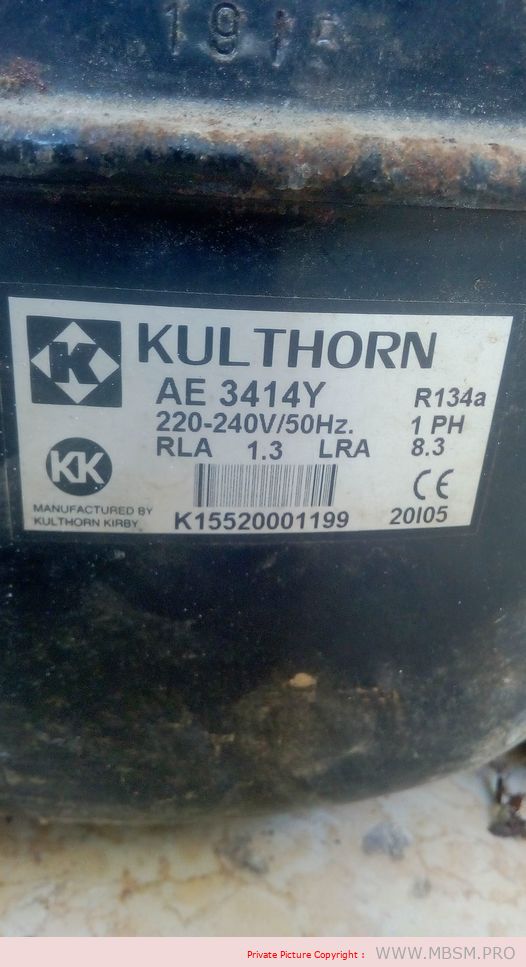 KULTHORN
AE 3414Y R134a
220-240V/50Hz. 1 PH
RLA 1.3 LRA 8.3
KK
CE
MANUFACTURED BY
KULTHORN KIRBY
K15520001199 20I05
Private Picture Copyright : WWW.MBSM.PRO